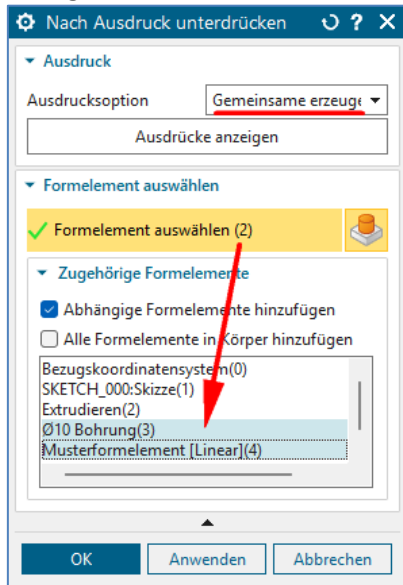 Nach Ausdruck unterdrücken
Ausdruck
Ausdrucksoption Gemeinsame erzeuge
Ausdrücke anzeigen
Formelement auswählen
Formelement auswählen (2)
Zugehörige Formelemente
Abhängige Formelemente hinzufügen
Alle Formelemente in Körper hinzufügen
Bezugskoordinatensystem(0)
SKETCH_000:Skizze(1)
Extrudieren(2)
Ø10 Bohrung(3)
Musterformelement [Linear](4)
OK Anwenden Abbrechen